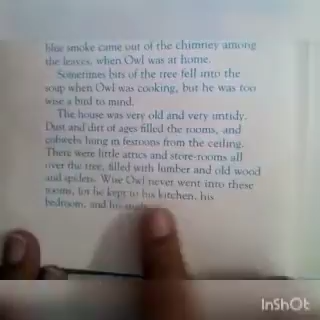 blue smoke came out of the chimney among
the leaves, when Owl was at home.
Sometimes bits of the tree fell into the
soup when Owl was cooking, but he was too
wise a bird to mind.
The house was very old and very untidy.
Dust and dirt of ages filled the rooms, and
cobwebs hung in festoons from the ceiling.
There were little attics and store-rooms all
over the tree, filled with lumber and old wood
and spiders. Wise Owl never went into these
rooms, for he kept to his kitchen, his
bedroom, and his
InShot